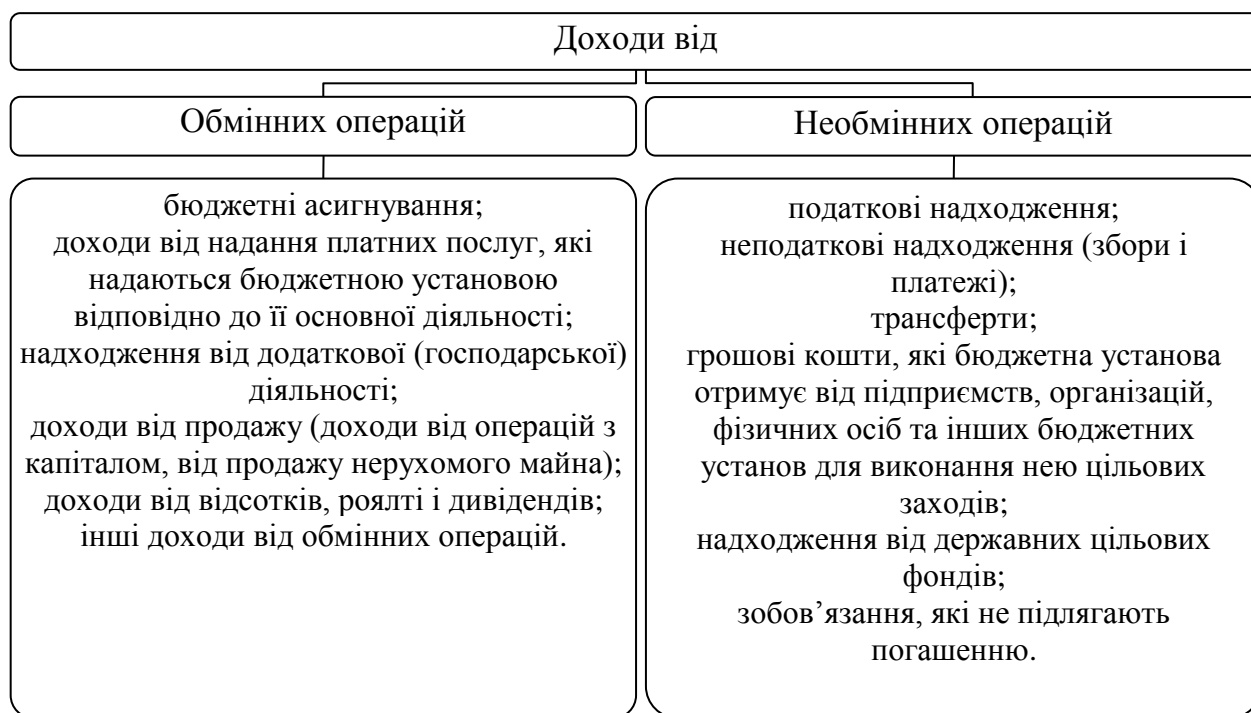 Доходи від
Обмінних операцій
бюджетні асигнування;
доходи від надання платних послуг, які
надаються бюджетною установою
відповідно до її основної діяльності;
надходження від додаткової (господарської)
діяльності;
доходи від продажу (доходи від операцій з
капіталом, від продажу нерухомого майна);
доходи від відсотків, роялті і дивідендів;
інші доходи від обмінних операцій.
Необмінних операцій
податкові надходження;
неподаткові надходження (збори і
платежі);
трансферти;
грошові кошти, які бюджетна установа
отримує від підприємств, організацій,
фізичних осіб та інших бюджетних
установ для виконання нею цільових
заходів;
надходження від державних цільових
фондів;
зобов’язання, які не підлягають
погашенню.